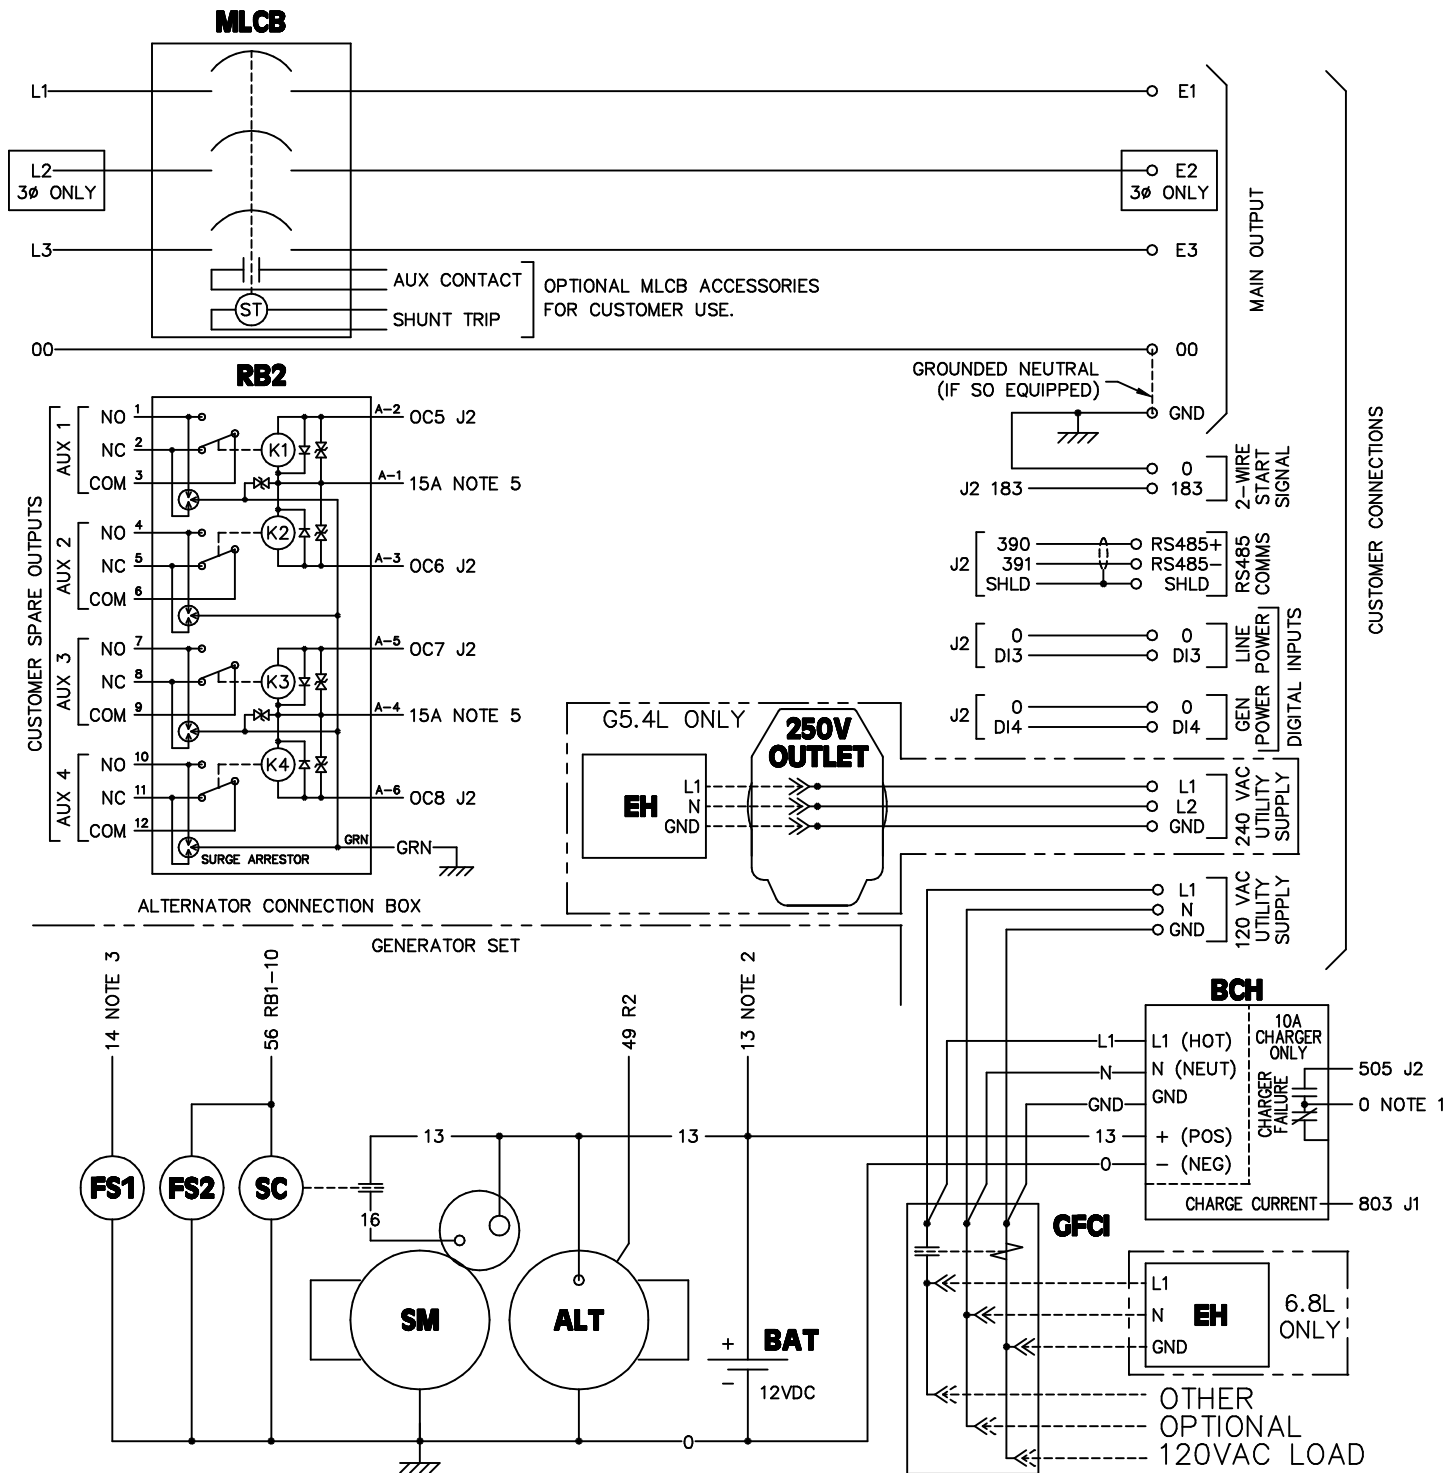 MLCB
L1
E1
L2
3ø ONLY
E2
3ø ONLY
L3
E3
AUX CONTACT
SHUNT TRIP
ST
OPTIONAL MLCB ACCESSORIES
FOR CUSTOMER USE.
00
00
MAIN OUTPUT
GROUNDED NEUTRAL
(IF SO EQUIPPED)
GND
CUSTOMER CONNECTIONS
RB2
CUSTOMER SPARE OUTPUTS
AUX 1
NO 1
NC 2
COM 3
K1
A-2 OC5 J2
A-1 15A NOTE 5
AUX 2
NO 4
NC 5
COM 6
K2
A-3 OC6 J2
AUX 3
NO 7
NC 8
COM 9
K3
A-5 OC7 J2
A-4 15A NOTE 5
AUX 4
NO 10
NC 11
COM 12
K4
A-6 OC8 J2
SURGE ARRESTOR
GRN
GRN
0
J2 183
183
2-WIRE
START
SIGNAL
J2
390
391
SHLD
RS485+
RS485-
SHLD
RS485
COMMS
J2
0
DI3
0
DI3
LINE
POWER
J2
0
DI4
0
DI4
GEN
POWER
DIGITAL INPUTS
G5.4L ONLY
250V
OUTLET
EH
L1
N
GND
L1
L2
GND
240 VAC
UTILITY
SUPPLY
L1
N
GND
120 VAC
UTILITY
SUPPLY
ALTERNATOR CONNECTION BOX
GENERATOR SET
14 NOTE 3
56 RB1-10
49 R2
13 NOTE 2
BCH
L1
N
GND
13
0
L1 (HOT)
N (NEUT)
GND
+ (POS)
- (NEG)
10A
CHARGER
ONLY
CHARGER
FAILURE
505 J2
0 NOTE 1
CHARGE CURRENT
803 J1
13
13
FS1
FS2
SC
16
SM
ALT
BAT
+
-
12VDC
0
GFCI
L1
N
GND
EH
6.8L
ONLY
OTHER
OPTIONAL
120VAC LOAD